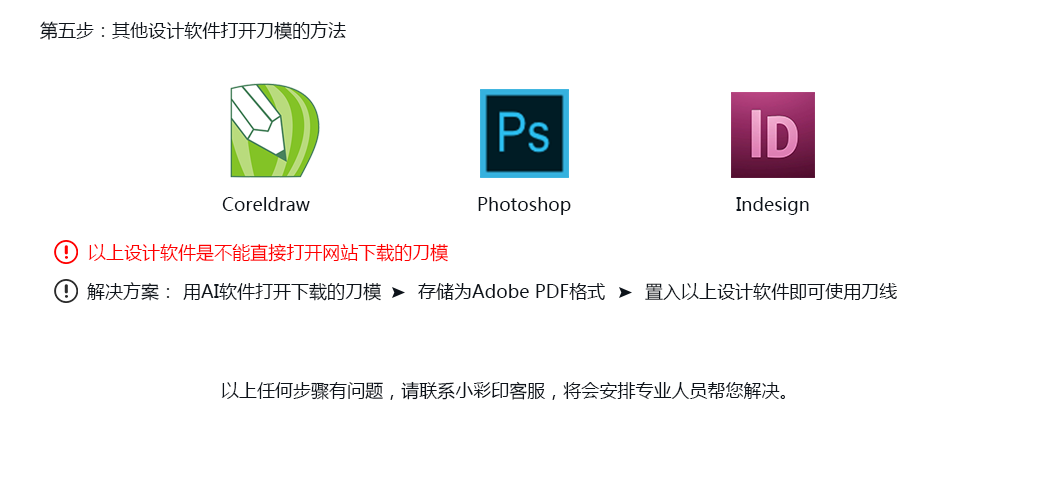 第五步：其他设计软件打开刀模的方法
Ps
ID
Coreldraw
Photoshop
Indesign
以上设计软件是不能直接打开网站下载的刀模
解决方案： 用AI软件打开下载的刀模 ➤ 存储为Adobe PDF格式 ➤ 置入以上设计软件即可使用刀线
以上任何步骤有问题，请联系小彩印客服，将会安排专业人员帮您解决。